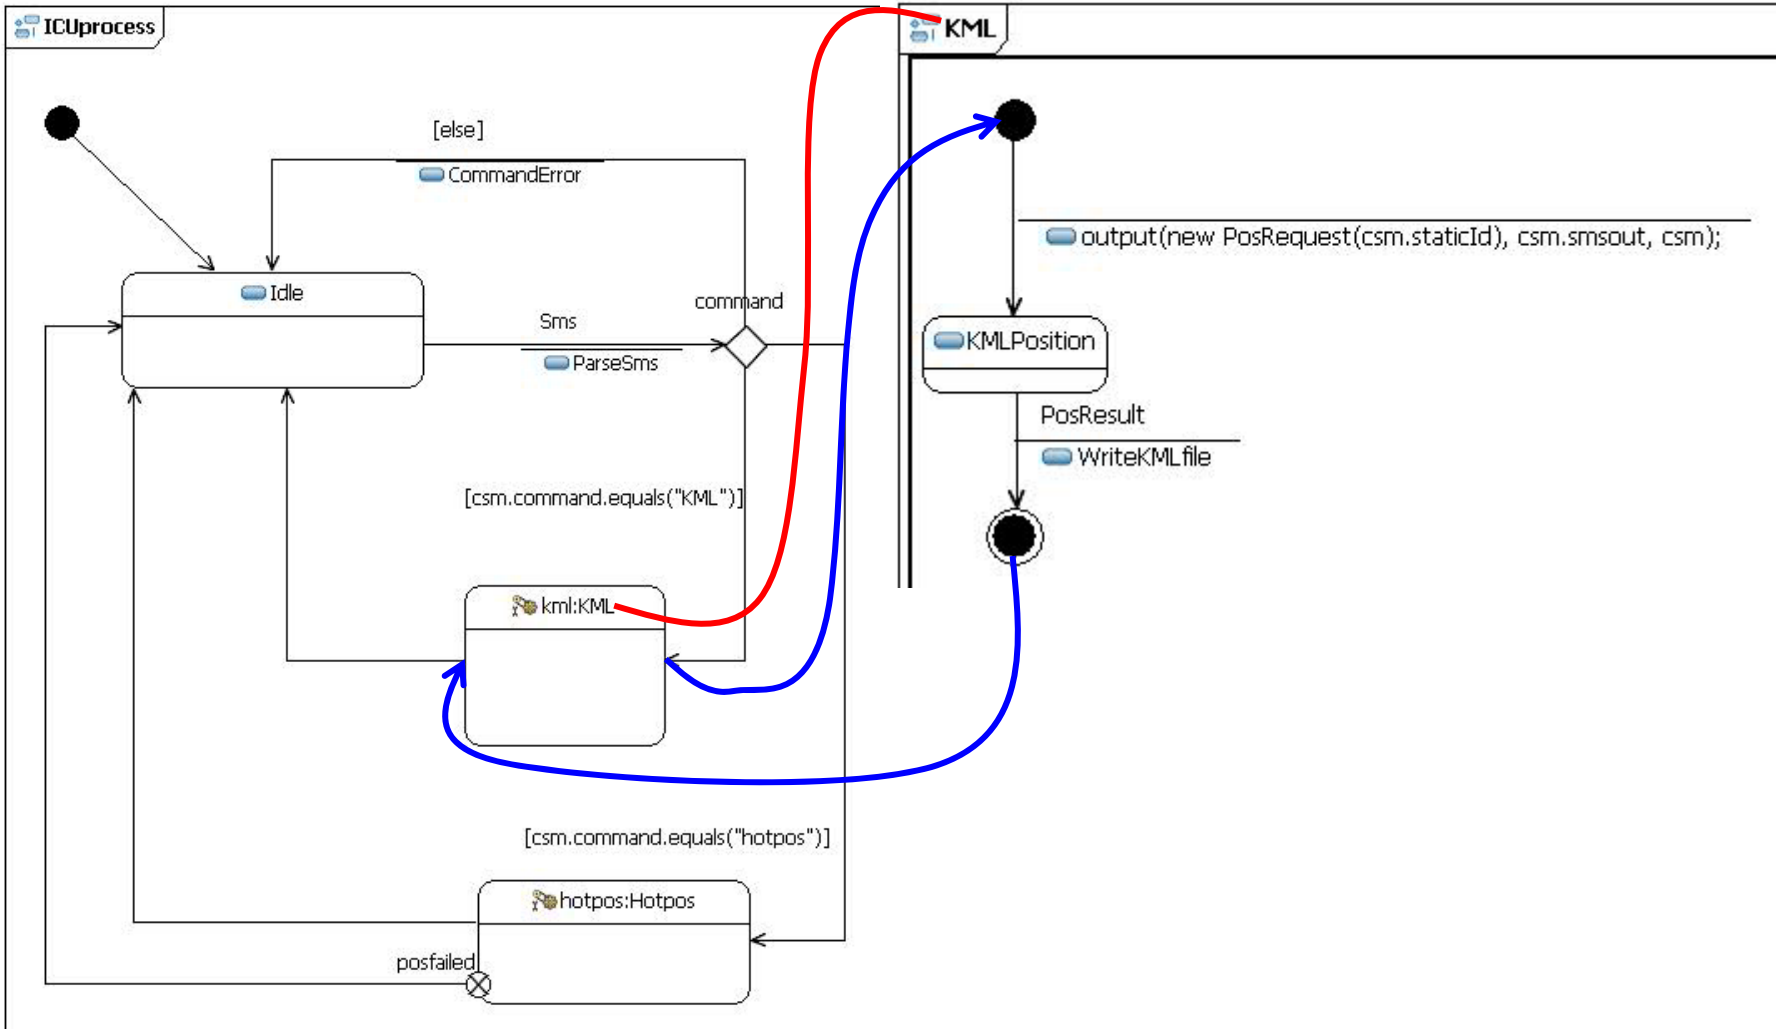 ICUprocess
KML
[else]
CommandError
output(new PosRequest(csm.staticId), csm.smsout, csm);
Idle
command
Sms
ParseSms
KMLPosition
PosResult
WriteKMLfile
[csm.command.equals("KML")]
kml:KML
[csm.command.equals("hotpos")]
hotpos:Hotpos
posfailed